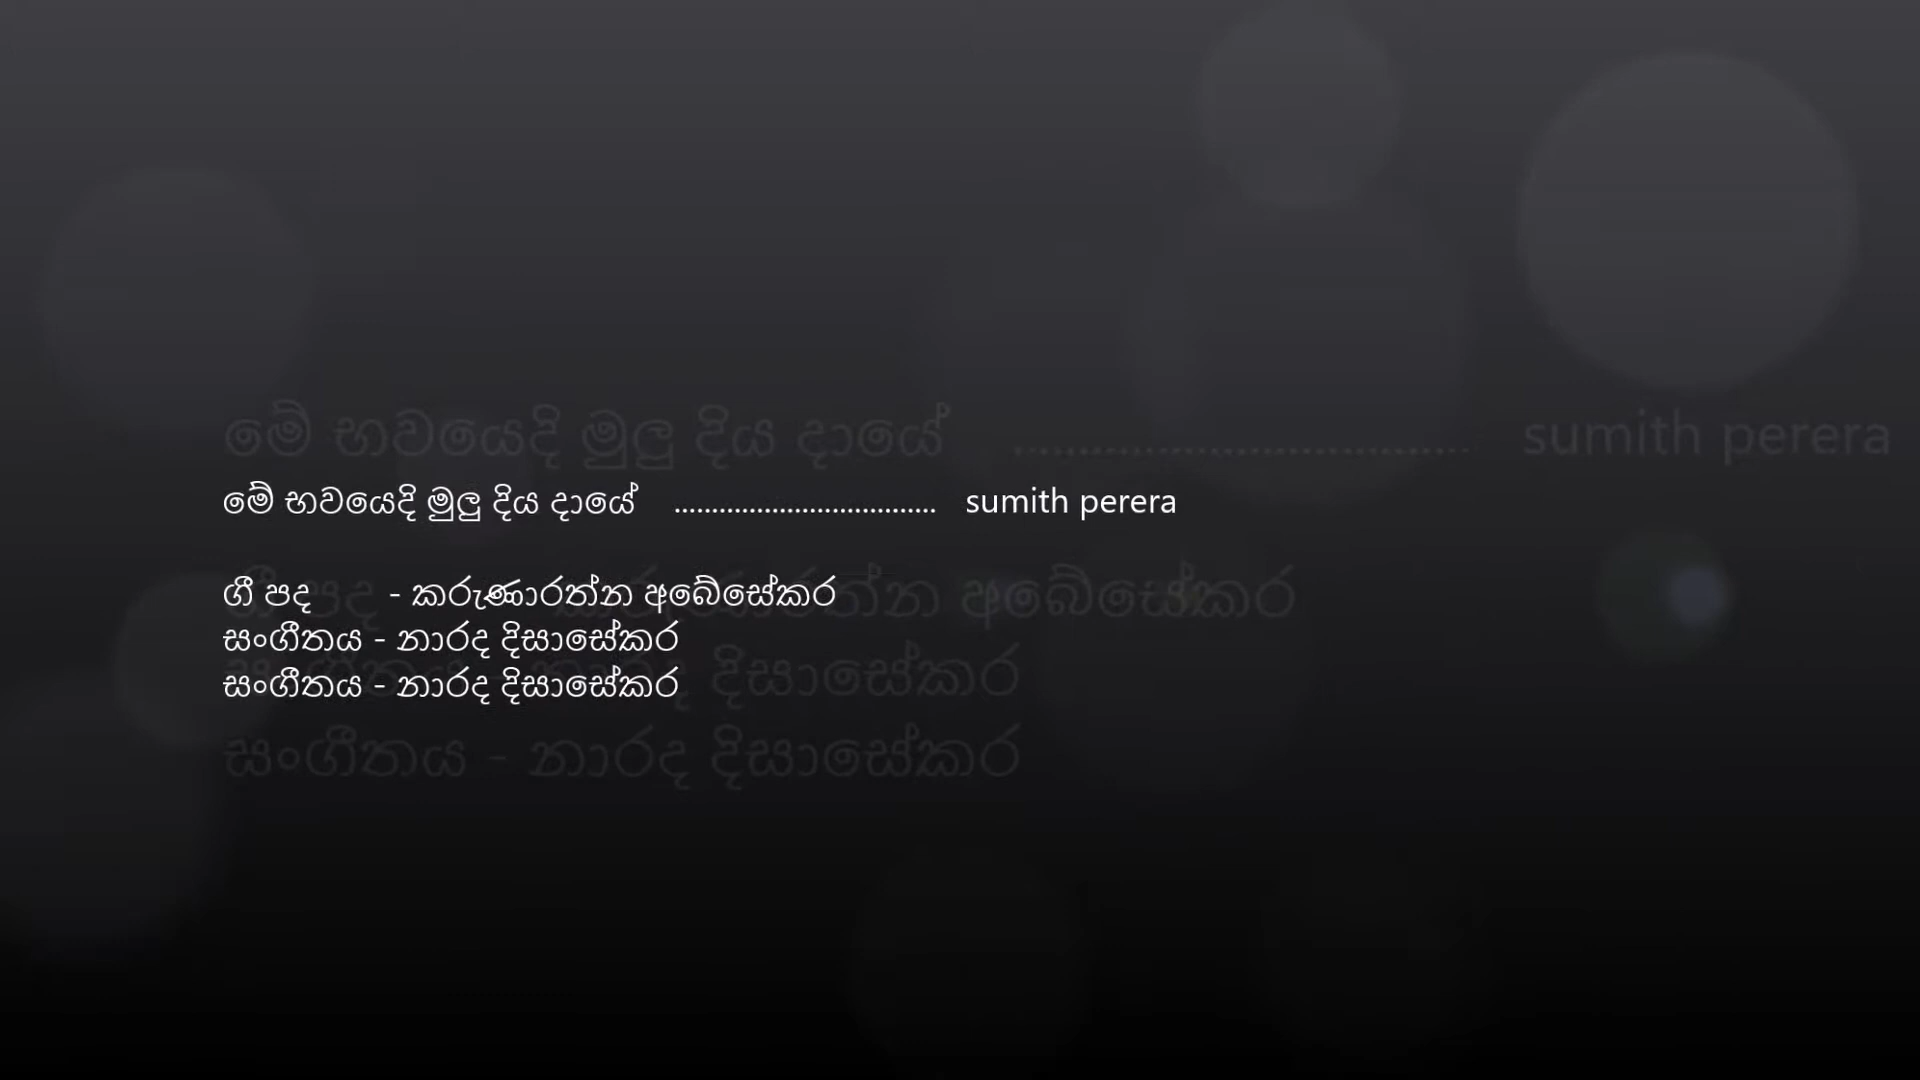 මේ භවයෙදි මුලු දිය දායේ ................................... sumith perera
ගී පද - කරුණාරත්න අබේසේකර
සංගීතය - නාරද දිසාසේකර
සංගීතය - නාරද දිසාසේකර